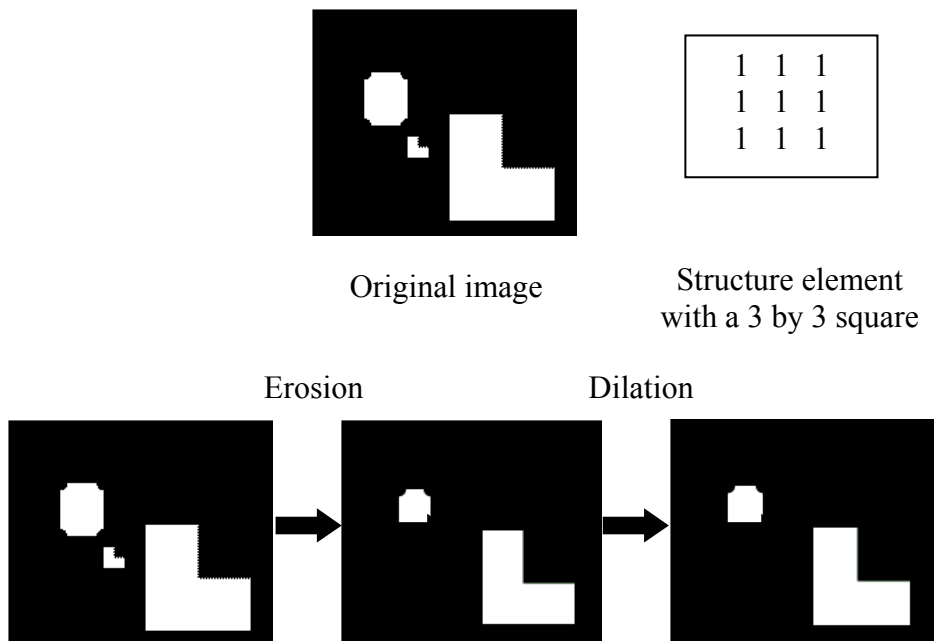 1 1 1
1 1 1
1 1 1
Original image
Structure element
with a 3 by 3 square
Erosion
Dilation